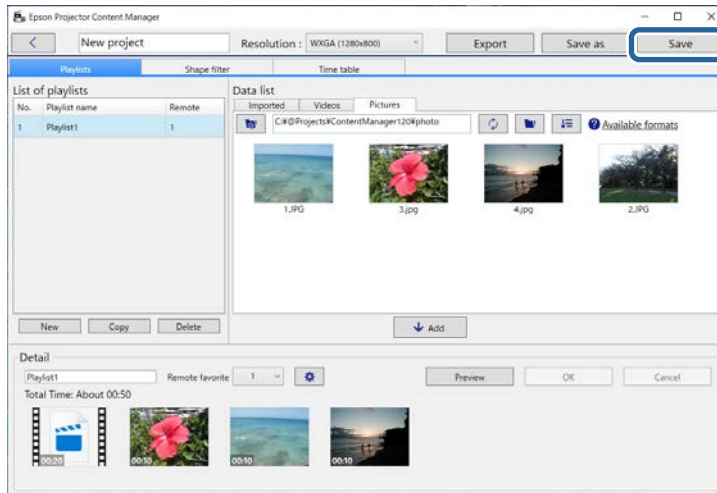 Epson Projector Content Manager
New project
Resolution : WXGA (1280x800)
Export
Save as
Save
Playlists
Shape filter
Time table
List of playlists
No. Playlist name Remote
1 Playlist1 1
New
Copy
Delete
Data list
Imported
Videos
Pictures
C:¥@Projects¥ContentManager120¥photo
Available formats
1.JPG
3.jpg
4.jpg
2.JPG
Add
Detail
Playlist1
Remote favorite 1
Preview
OK
Cancel
Total Time: About 00:50
00:20
00:10
00:10
00:10